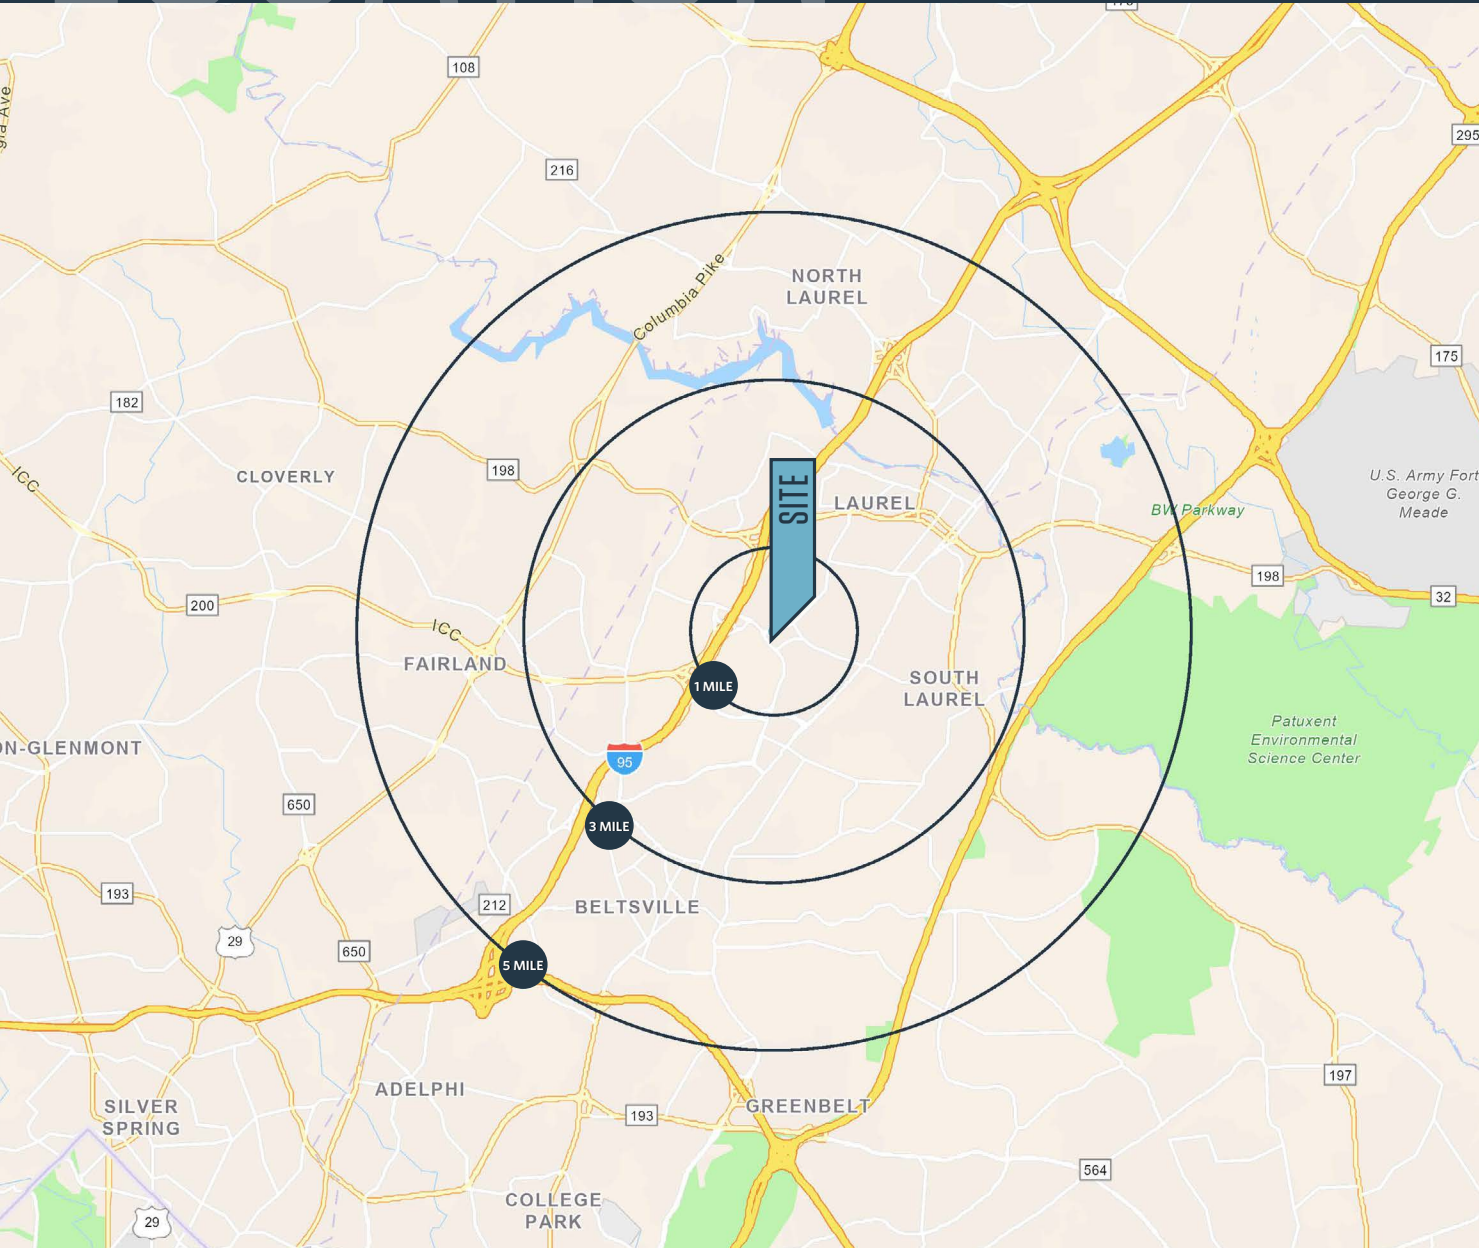 108
295
216
Columbia Pike
NORTH
LAUREL
175
182
ICC
CLOVERLY
198
SITE
LAUREL
BW Parkway
U.S. Army Fort
George G.
Meade
198
32
200
ICC
FAIRLAND
1 MILE
SOUTH
LAUREL
Patuxent
Environmental
Science Center
ON-GLENMONT
95
650
3 MILE
193
212
BELTSVILLE
29
650
5 MILE
197
ADELPHI
SILVER
SPRING
193
GREENBELT
564
COLLEGE
PARK
29